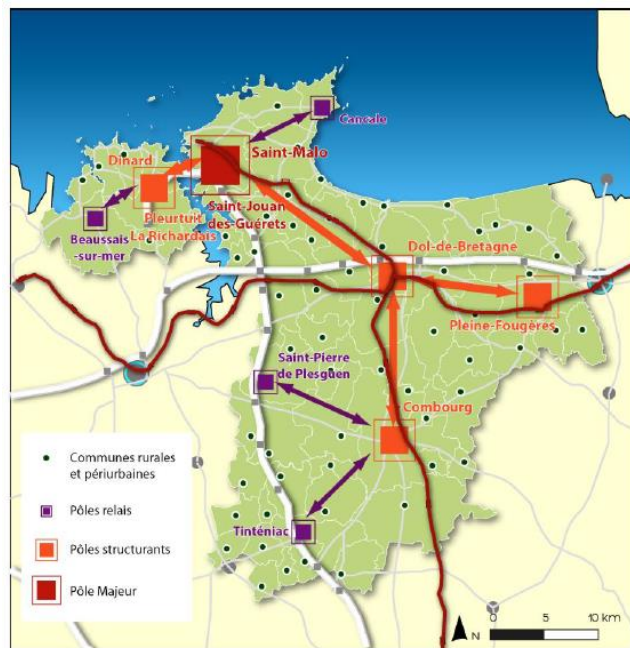 Cancale
Saint-Malo
Dinard
Saint-Jouan
des-Guérets
Pleurtuit
La Richardais
Beaussais
-sur-mer
Dol-de-Bretagne
Pleine-Fougères
Saint-Pierre
de Plesguen
Combourg
Tinténiac
Communes rurales
et périurbaines
Pôles relais
Pôles structurants
Pôle Majeur
N
0 5 10 km